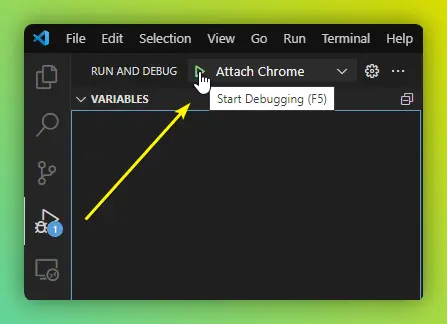 File Edit Selection View Go Run Terminal Help
RUN AND DEBUG Attach Chrome
VARIABLES
Start Debugging (F5)
1